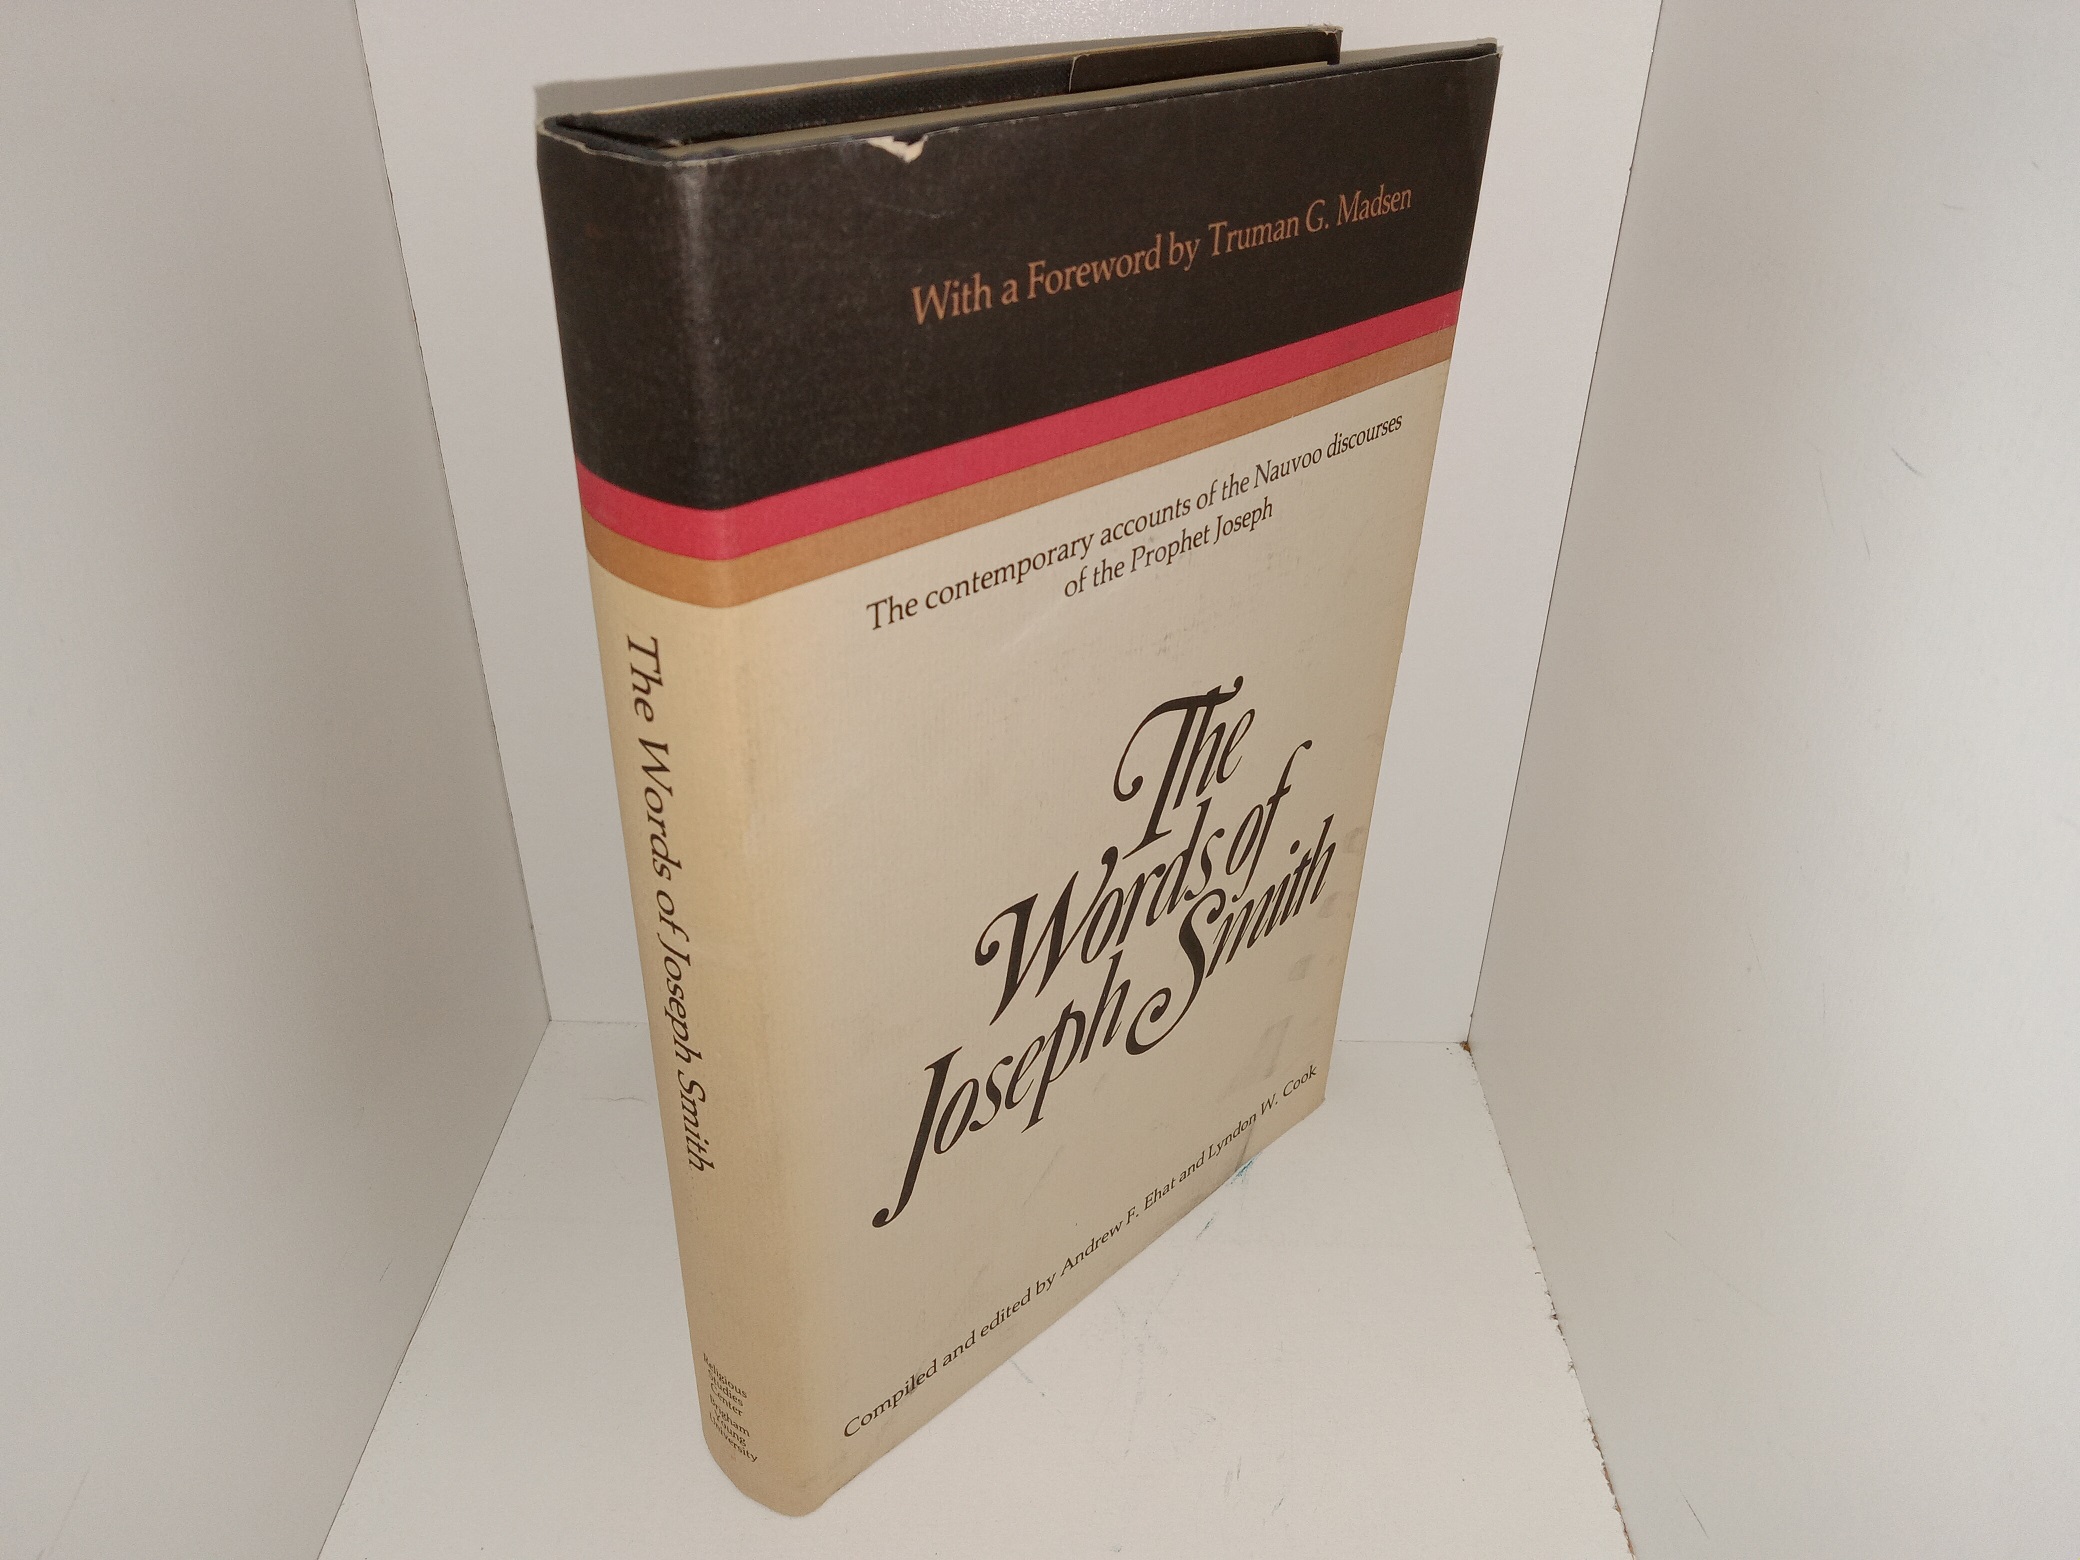 With a Foreword by Truman G. Madsen
The contemporary accounts of the Nauvoo discourses
of the Prophet Joseph
The
Words of
Joseph Smith
Compiled and edited by Andrew F. Ehat and Lyndon W. Cook
The Words of Joseph Smith
Religious
Studies
Center
Brigham
Young
University